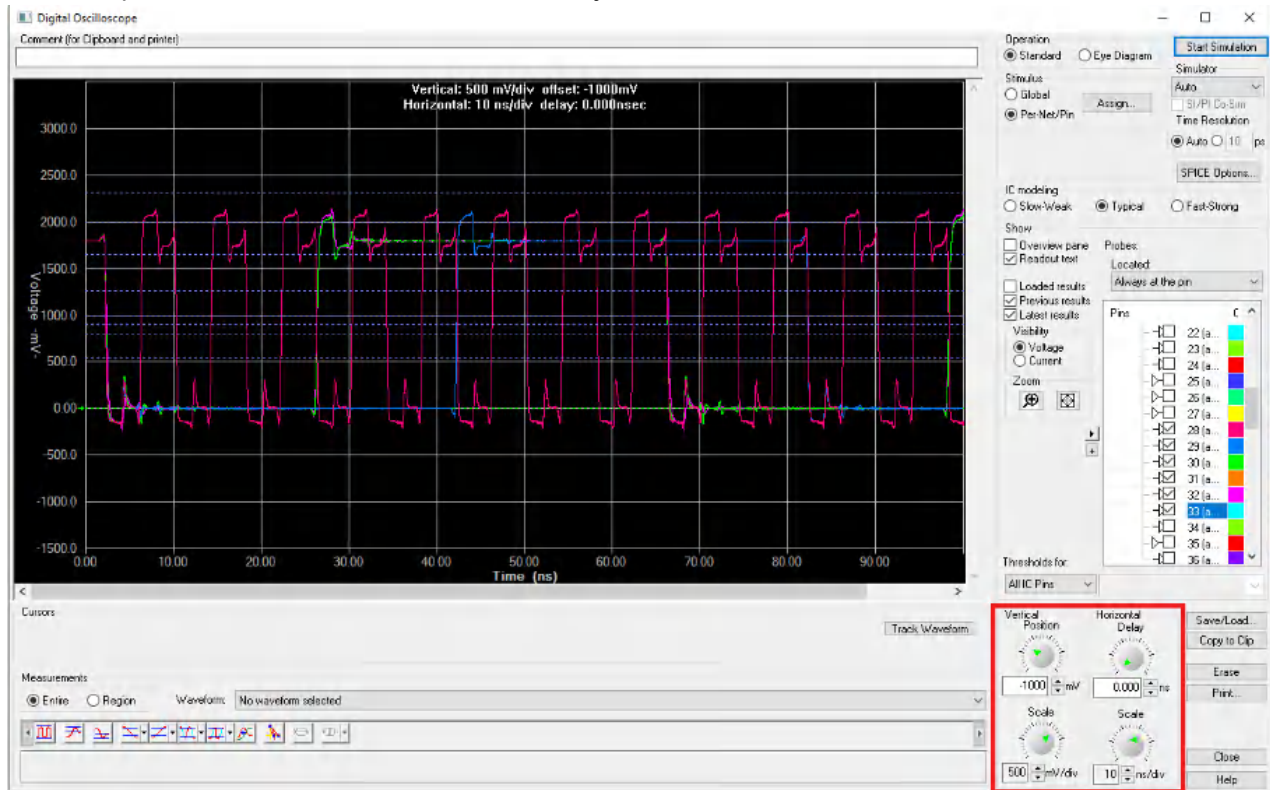 Digital Oscilloscope
Comment (for Clipboard and printer)
Vertical: 500 mV/div offset: -1000mV
Horizontal: 10 ns/div delay: 0.000nsec
3000.0
2500.0
2000.0
1500.0
1000.0
500.0
0.00
-500.0
-1000.0
-1500.0
Voltage -mV-
0.00 10.00 20.00 30.00 40.00 50.00 60.00 70.00 80.00 90.00
Time (ns)
Operation
Standard Eye Diagram
Stimulus
Global
Per-Net/Pin
Assign...
Start Simulation
Simulator
Auto
SI/PI Co-Sim
Time Resolution
Auto 10 ps
SPICE Options...
IC modeling
Slow-Weak Typical Fast-Strong
Show
Overview pane
Readout text
Loaded results
Previous results
Latest results
Visibility
Voltage
Current
Zoom
Probes:
Located:
Always at the pin
Pins C
22 (a...
23 (a...
24 (a...
25 (a...
26 (a...
27 (a...
28 (a...
29 (a...
30 (a...
31 (a...
32 (a...
33 (a...
34 (a...
35 (a...
36 (a...
Thresholds for:
All IC Pins
Cursors
Track Waveform
Measurements
Entire Region Waveform: No waveform selected
Vertical Horizontal
Position Delay
-1000 mV 0.000 ns
Scale Scale
500 mV/div 10 ns/div
Save/Load...
Copy to Clip
Erase
Print...
Close
Help